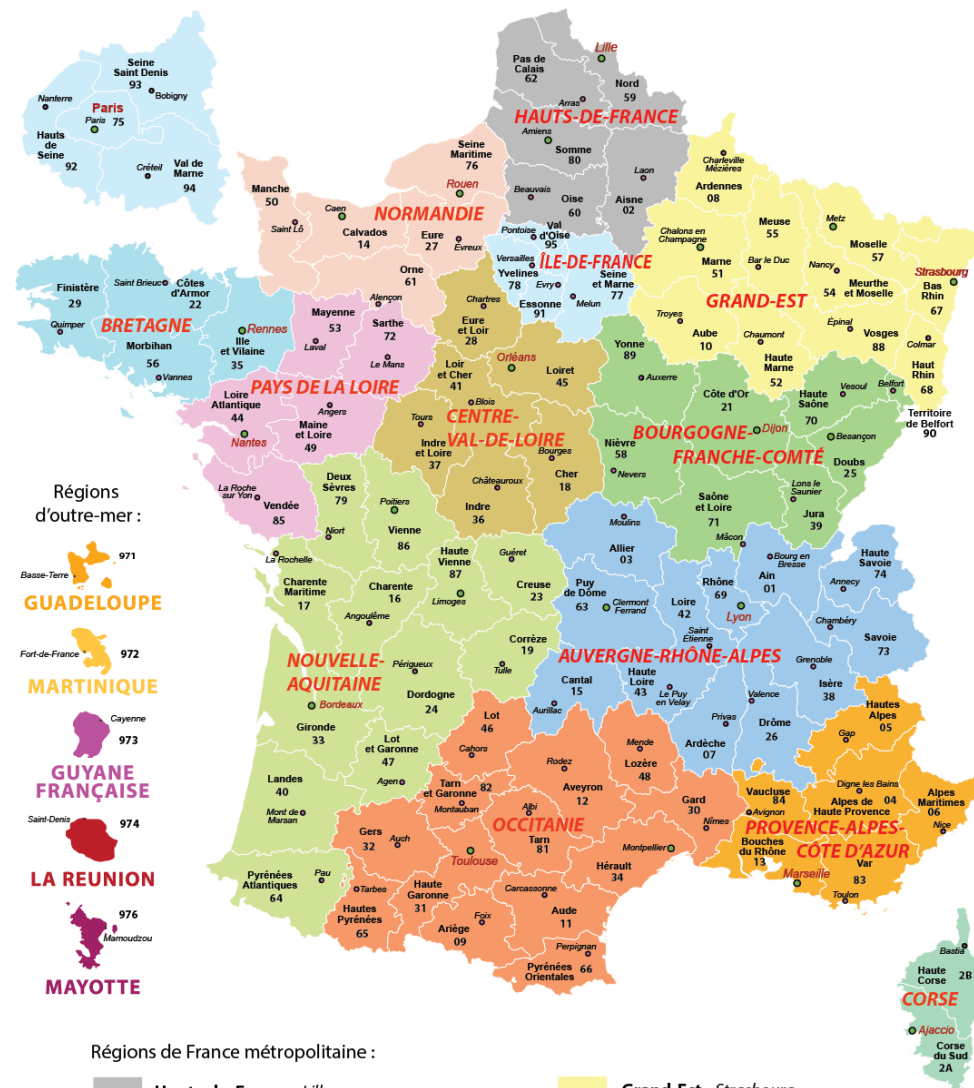 Seine
Saint Denis
93
Nanterre
Bobigny
Paris
Paris
75
Hauts
de
Seine
92
Créteil
Val de
Marne
94
Pas de
Calais
62
Lille
Nord
59
Arras
HAUTS-DE-FRANCE
Amiens
Somme
80
Beauvais
Oise
60
Laon
Aisne
02
Seine
Maritime
76
Rouen
Manche
50
Caen
NORMANDIE
Saint Lô
Calvados
14
Eure
27
Evreux
Orne
61
Alençon
Pontoise
Val
d'Oise
95
Versailles
ÎLE-DE-FRANCE
Yvelines
78
Evry
Seine
et Marne
77
Melun
Essonne
91
Charleville
Mézières
Ardennes
08
Meuse
55
Metz
Chalons en
Champagne
Moselle
57
Marne
51
Bar le Duc
Nancy
Strasbourg
Bas
Rhin
67
54
Meurthe
et Moselle
GRAND-EST
Troyes
Aube
10
Chaumont
Épinal
Vosges
88
Haute
Marne
52
Colmar
Haut
Rhin
68
Finistère
29
Saint Brieuc
Côtes
d'Armor
22
Quimper
BRETAGNE
Rennes
Morbihan
56
Ille
et Vilaine
35
Vannes
Mayenne
53
Sarthe
72
Laval
Le Mans
PAYS DE LA LOIRE
Loire
Atlantique
44
Angers
Maine
et Loire
49
Nantes
La Roche
sur Yon
Vendée
85
Chartres
Eure
et Loir
28
Orléans
Loir
et Cher
41
Loiret
45
Blois
Tours
CENTRE-
VAL-DE-LOIRE
Indre
et Loire
37
Bourges
Cher
18
Châteauroux
Indre
36
Yonne
89
Auxerre
Côte d'Or
21
Haute
Saône
70
Vesoul
Belfort
Territoire
de Belfort
90
BOURGOGNE-
Dijon
Besançon
FRANCHE-COMTÉ
Nièvre
58
Nevers
Doubs
25
Lons le
Saunier
Saône
et Loire
71
Jura
39
Mâcon
Deux
Sèvres
79
Poitiers
Niort
Vienne
86
La Rochelle
Haute
Vienne
87
Guéret
Charente
Maritime
17
Charente
16
Limoges
Creuse
23
Angoulême
Corrèze
19
NOUVELLE-
AQUITAINE
Périgueux
Tulle
Bordeaux
Dordogne
24
Gironde
33
Lot
et Garonne
47
Agen
Landes
40
Mont de
Marsan
Pyrénées
Atlantiques
64
Pau
Moulins
Allier
03
Bourg en
Bresse
Ain
01
Haute
Savoie
74
Annecy
Puy
de Dôme
63
Clermont
Ferrand
Loire
42
Rhône
69
Lyon
Chambéry
Saint
Etienne
Savoie
73
AUVERGNE-RHÔNE-ALPES
Grenoble
Isère
38
Cantal
15
Aurillac
Haute
Loire
43
Le Puy
en Velay
Valence
Privas
Ardèche
07
Drôme
26
Lot
46
Cahors
Mende
Rodez
Lozère
48
Tarn
et Garonne
82
Montauban
Aveyron
12
Albi
Gard
30
Nîmes
OCCITANIE
Gers
32
Auch
Tarn
81
Toulouse
Montpellier
Hérault
34
Tarbes
Haute
Garonne
31
Carcassonne
Hautes
Pyrénées
65
Foix
Ariège
09
Aude
11
Perpignan
Pyrénées
Orientales
66
Hautes
Alpes
05
Gap
Vaucluse
84
Digne les Bains
04
Alpes de
Haute Provence
Alpes
Maritimes
06
Nice
Avignon
PROVENCE-ALPES-
CÔTE D'AZUR
Bouches
du Rhône
13
Var
83
Marseille
Toulon
Bastia
Haute
Corse
2B
CORSE
Ajaccio
Corse
du Sud
2A
Régions
d'outre-mer :
971
Basse-Terre
GUADELOUPE
Fort-de-France
972
MARTINIQUE
Cayenne
973
GUYANE
FRANÇAISE
Saint-Denis
974
LA REUNION
976
Mamoudzou
MAYOTTE
Régions de France métropolitaine :